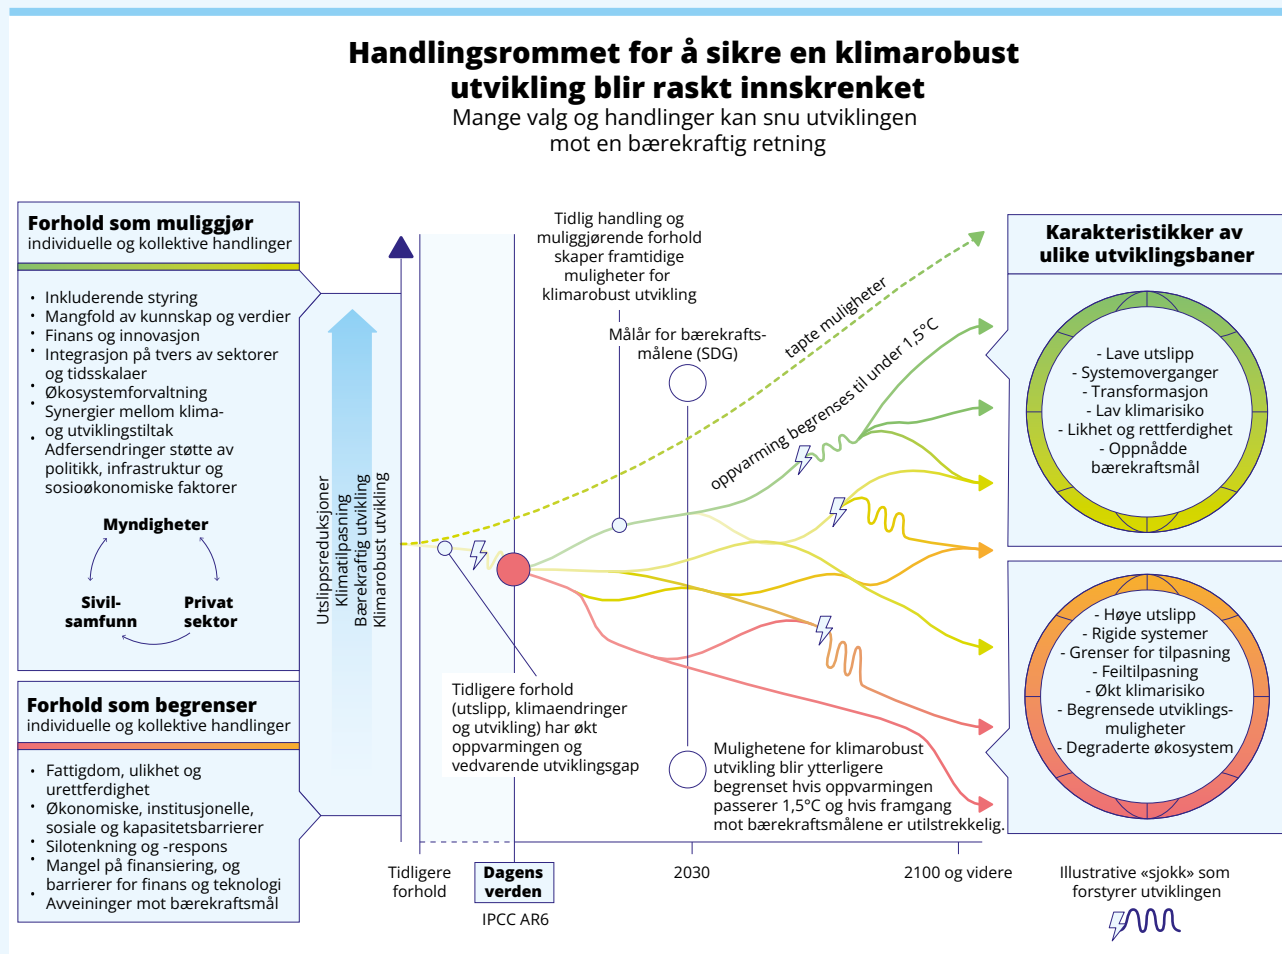 Handlingsrommet for å sikre en klimarobust
utvikling blir raskt innskrenket
Mange valg og handlinger kan snu utviklingen
mot en bærekraftig retning
Forhold som muliggjør
individuelle og kollektive handlinger
• Inkluderende styring
• Mangfold av kunnskap og verdier
• Finans og innovasjon
• Integrasjon på tvers av sektorer
og tidsskalaer
• Økosystemforvaltning
• Synergier mellom klima-
og utviklingstiltak
• Adfersendringer støtte av
politikk, infrastruktur og
sosioøkonomiske faktorer
Myndigheter
Sivil-
samfunn
Privat
sektor
Forhold som begrenser
individuelle og kollektive handlinger
• Fattigdom, ulikhet og
urettferdighet
• Økonomiske, institusjonelle,
sosiale og kapasitetsbarrierer
• Silotenkning og -respons
• Mangel på finansiering, og
barrierer for finans og teknologi
• Avveininger mot bærekraftsmål
Utslippsreduksjoner
Klimatilpasning
Bærekraftig utvikling
Klimarobust utvikling
Tidlig handling og
muliggjørende forhold
skaper framtidige
muligheter for
klimarobust utvikling
Målår for bærekrafts-
målene (SDG)
tapte muligheter
oppvarming begrenses til under 1,5°C
Tidligere forhold
(utslipp, klimaendringer
og utvikling) har økt
oppvarmingen og
vedvarende utviklingsgap
Mulighetene for klimarobust
utvikling blir ytterligere
begrenset hvis oppvarmingen
passerer 1,5°C og hvis framgang
mot bærekraftsmålene er utilstrekkelig.
Tidligere
forhold
Dagens
verden
IPCC AR6
2030
2100 og videre
Karakteristikker av
ulike utviklingsbaner
- Lave utslipp
- Systemoverganger
- Transformasjon
- Lav klimarisiko
- Likhet og rettferdighet
- Oppnådde
bærekraftsmål
- Høye utslipp
- Rigide systemer
- Grenser for tilpasning
- Feiltilpasning
- Økt klimarisiko
- Begrensede utviklings-
muligheter
- Degraderte økosystem
Illustrative «sjokk» som
forstyrer utviklingen